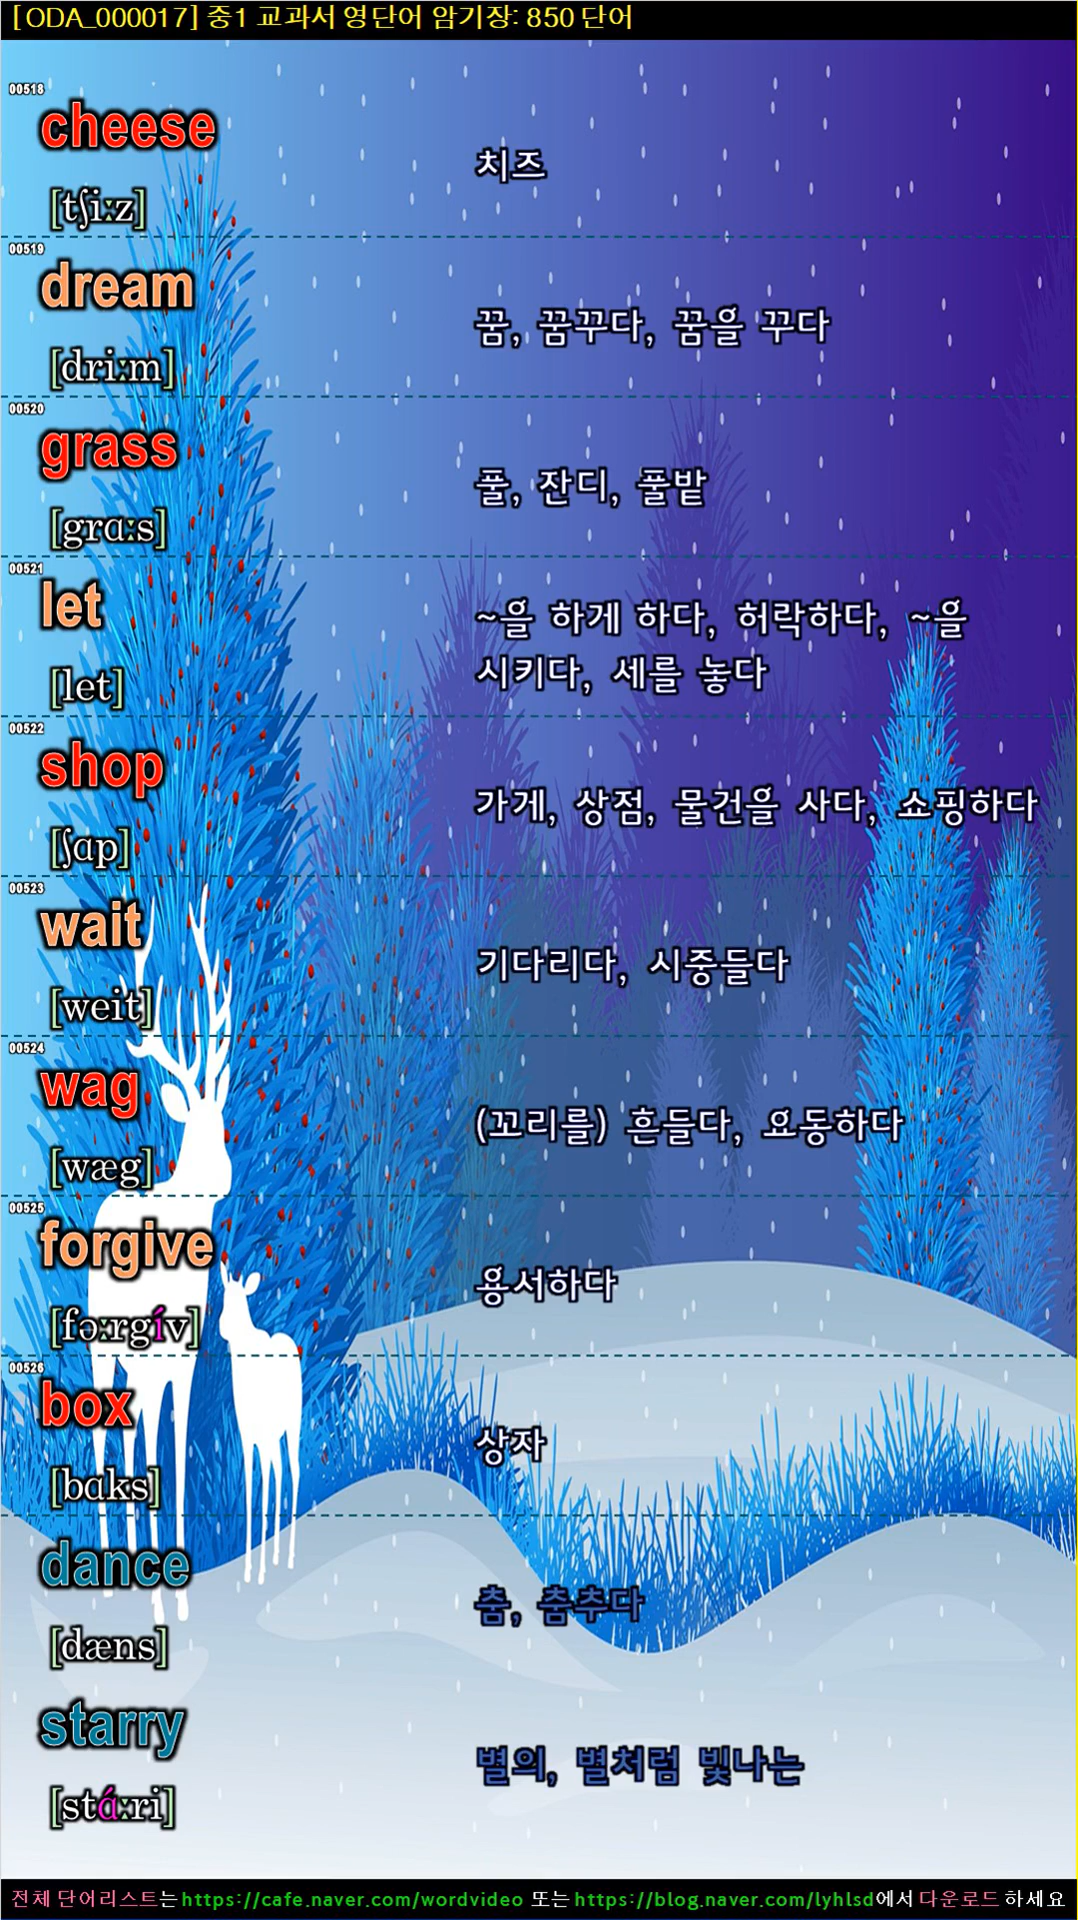 [ODA_000017] 중1 교과서 영단어 암기장: 850 단어
00518
cheese
치즈
[tʃiːz]
00519
dream
꿈, 꿈꾸다, 꿈을 꾸다
[driːm]
00520
grass
풀, 잔디, 풀밭
[grɑːs]
00521
let
~을 하게 하다, 허락하다, ~을
시키다, 세를 놓다
[let]
00522
shop
가게, 상점, 물건을 사다, 쇼핑하다
[ʃɑp]
00523
wait
기다리다, 시중들다
[weit]
00524
wag
(꼬리를) 흔들다, 요동하다
[wæg]
00525
forgive
용서하다
[fəːrgív]
00526
box
상자
[bɑks]
dance
춤, 춤추다
[dæns]
starry
별의, 별처럼 빛나는
[stɑ́ːri]
전체 단어리스트는 https://cafe.naver.com/wordvideo 또는 https://blog.naver.com/lyhlsd에서 다운로드 하세요